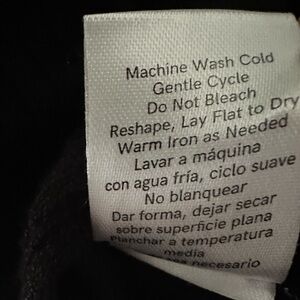 Machine Wash Cold
Gentle Cycle
Do Not Bleach
Reshape, Lay Flat to Dry
Warm Iron as Needed
Lavar a máquina
con agua fría, ciclo suave
No blanquear
Dar forma, dejar secar
sobre superficie plana
Planchar a temperatura
media
necesario